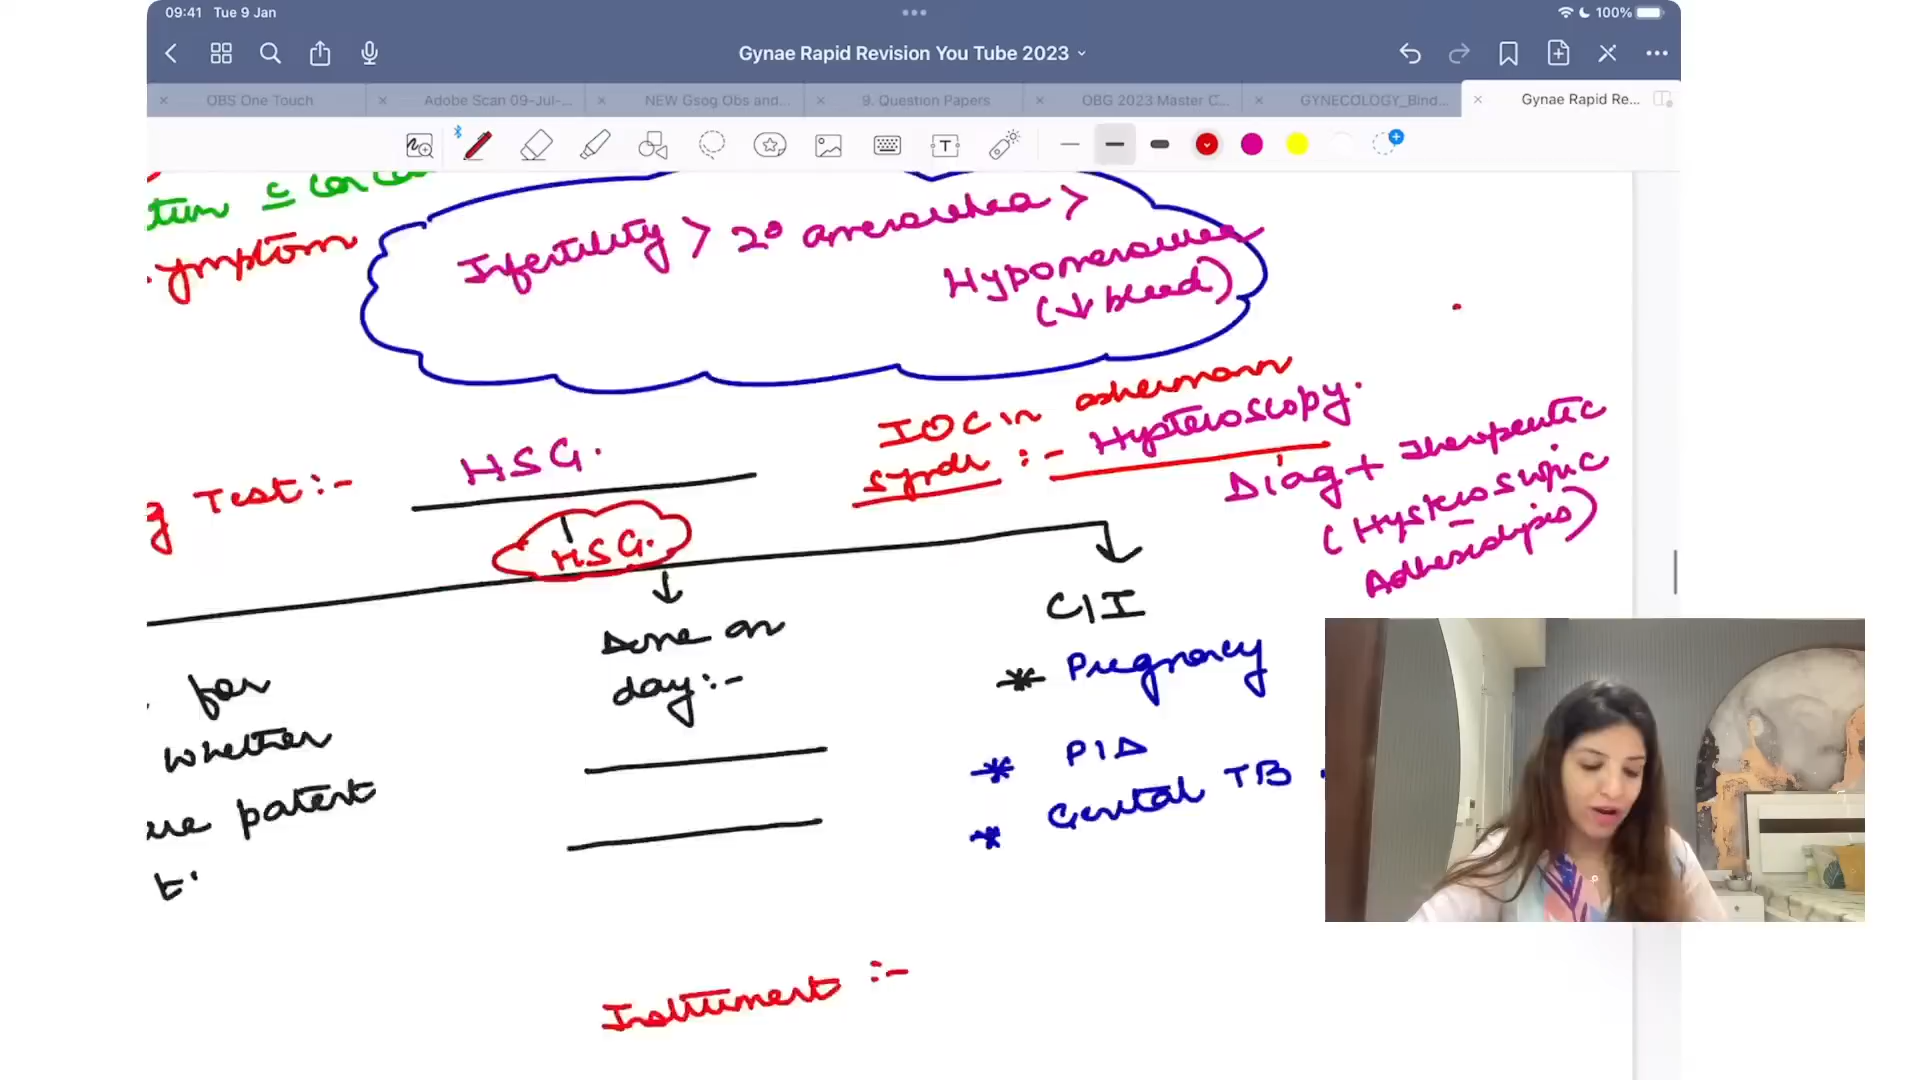 09:41 Tue 9 Jan
100%
Gynae Rapid Revision You Tube 2023
OBS One Touch
Adobe Scan 09-Jul-...
NEW Gsog Obs and...
9. Question Papers
OBG 2023 Master C...
GYNECOLOGY_Bind...
Gynae Rapid Re...
T
symptom
Infertility > 2° amenorrhea >
Hypomenorrhea
(↓ bleed)
IOC in ashermann
syndr :- Hysteroscopy.
Diag + Therapeutic
(Hysteroscopic
Adhesiolysis)
g Test:- HSG.
HSG.
for
whether
are patent
t.
Done on
day:-
C/I
* Pregnancy
* PID
* Genital TB
Instrument :-